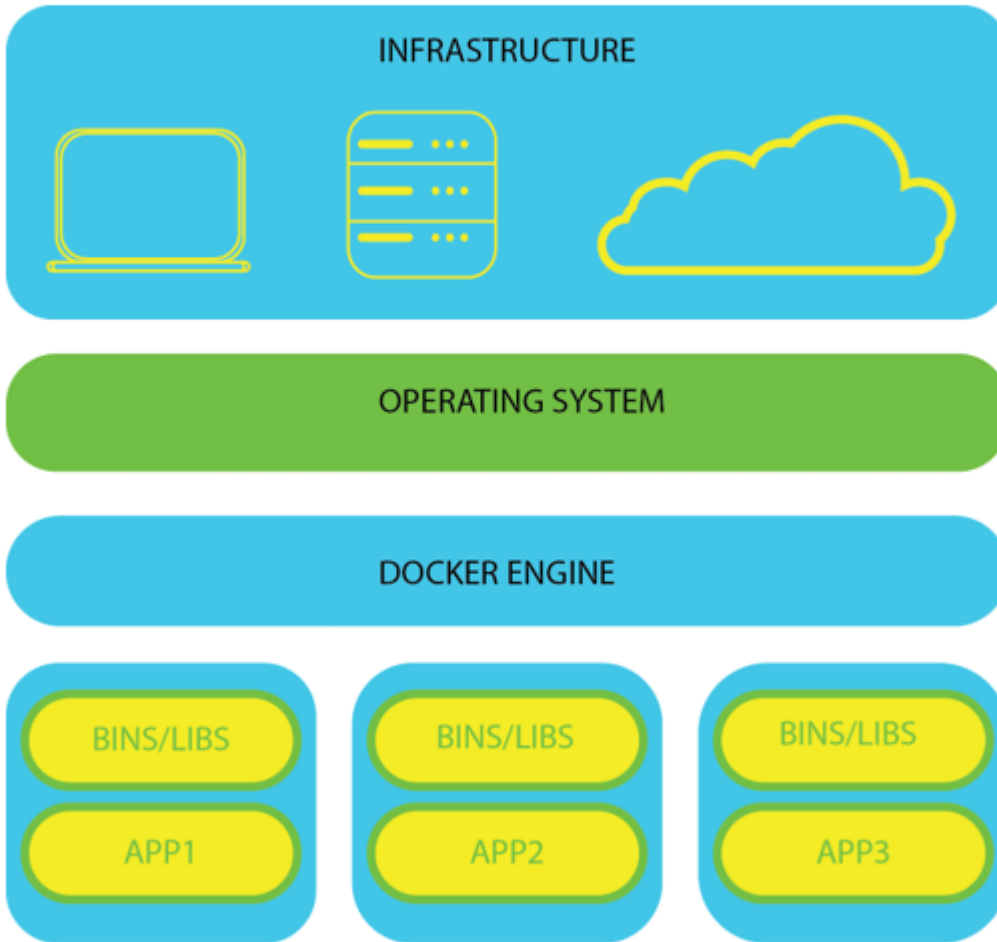 INFRASTRUCTURE
OPERATING SYSTEM
DOCKER ENGINE
BINS/LIBS
APP1
BINS/LIBS
APP2
BINS/LIBS
APP3